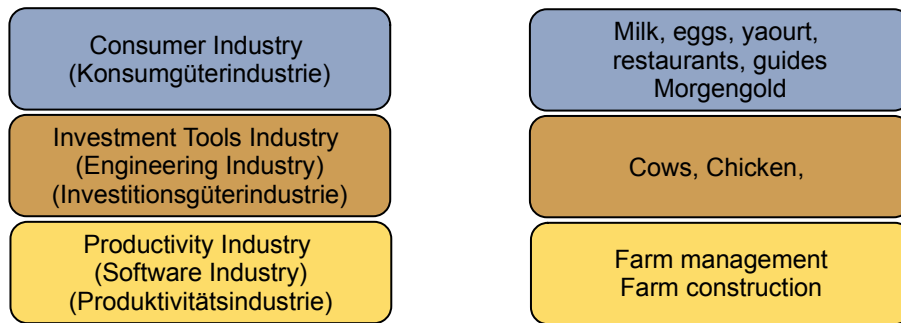 Consumer Industry
(Konsumgüterindustrie)
Investment Tools Industry
(Engineering Industry)
(Investitionsgüterindustrie)
Productivity Industry
(Software Industry)
(Produktivitätsindustrie)
Milk, eggs, yaourt,
restaurants, guides
Morgengold
Cows, Chicken,
Farm management
Farm construction